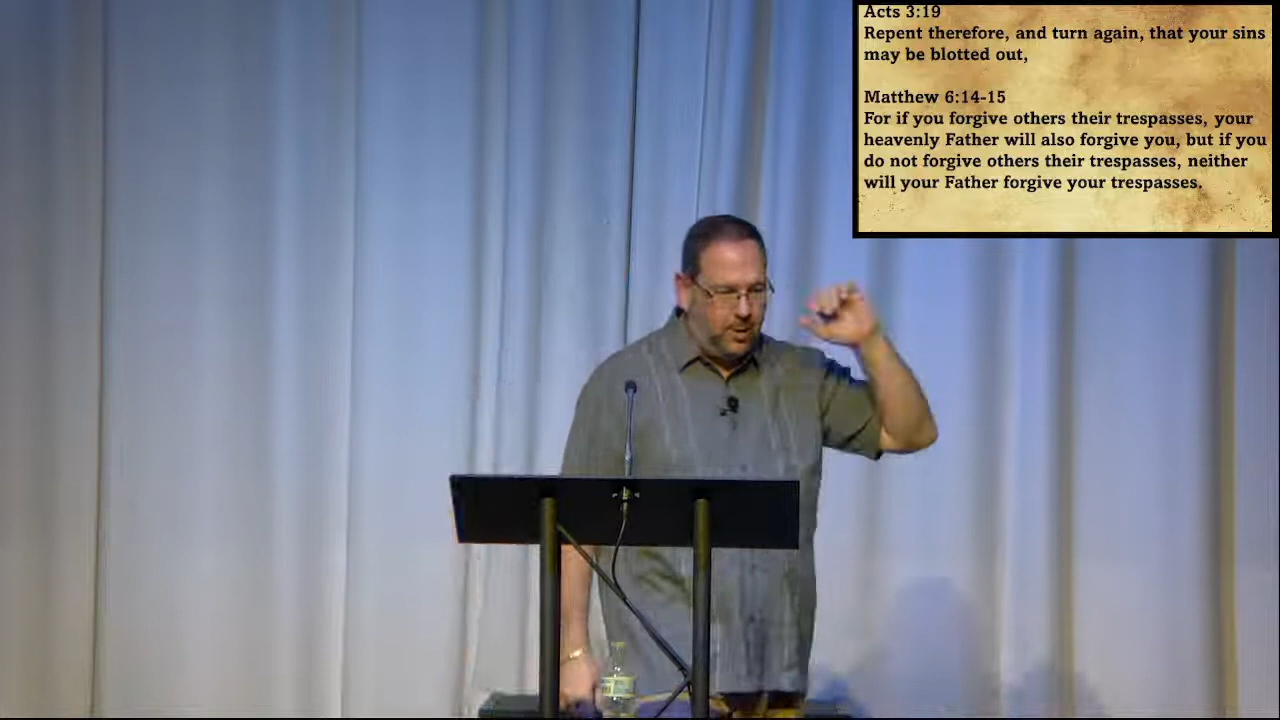 Acts 3:19
Repent therefore, and turn again, that your sins
may be blotted out,
Matthew 6:14-15
For if you forgive others their trespasses, your
heavenly Father will also forgive you, but if you
do not forgive others their trespasses, neither
will your Father forgive your trespasses.